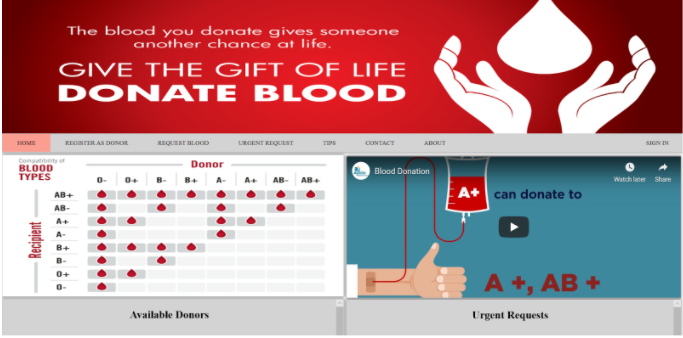 The blood you donate gives someone
another chance at life.
GIVE THE GIFT OF LIFE
DONATE BLOOD
HOME REGISTER AS DONOR REQUEST BLOOD URGENT REQUEST TIPS CONTACT ABOUT SIGN IN
Compatibility of
BLOOD
TYPES
Donor
O- O+ B- B+ A- A+ AB- AB+
Recipient
AB+
AB-
A+
A-
B+
B-
O+
O-
Blood Donation
Watch later Share
A+ can donate to
A +, AB +
Available Donors
Urgent Requests